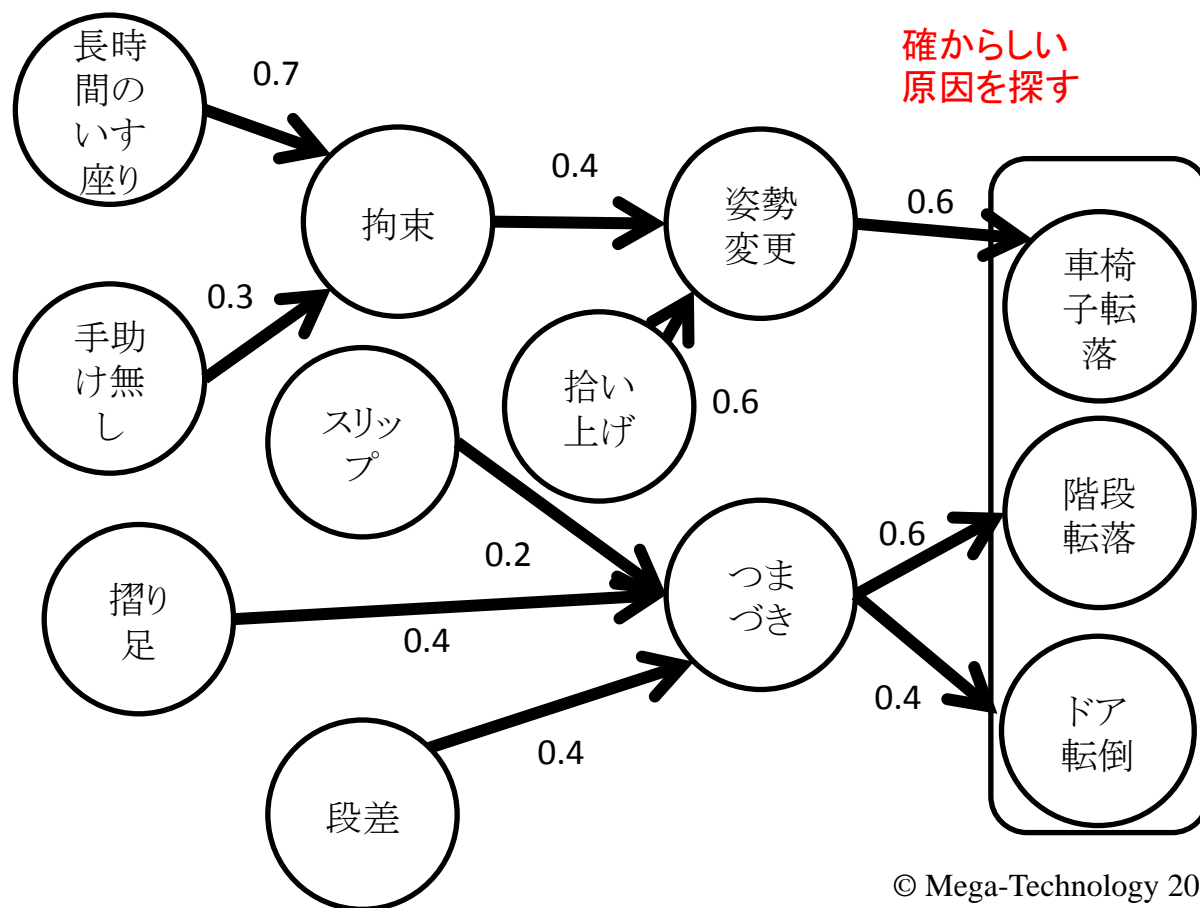 確からしい
原因を探す
長時
間の
いす
座り
0.7
拘束
0.4
姿勢
変更
0.6
車椅
子転
落
手助
け無
し
0.3
スリッ
プ
0.2
拾い
上げ
0.6
摺り
足
0.4
つま
づき
0.6
階段
転落
段差
0.4
0.4
ドア
転倒
© Mega-Technology 20